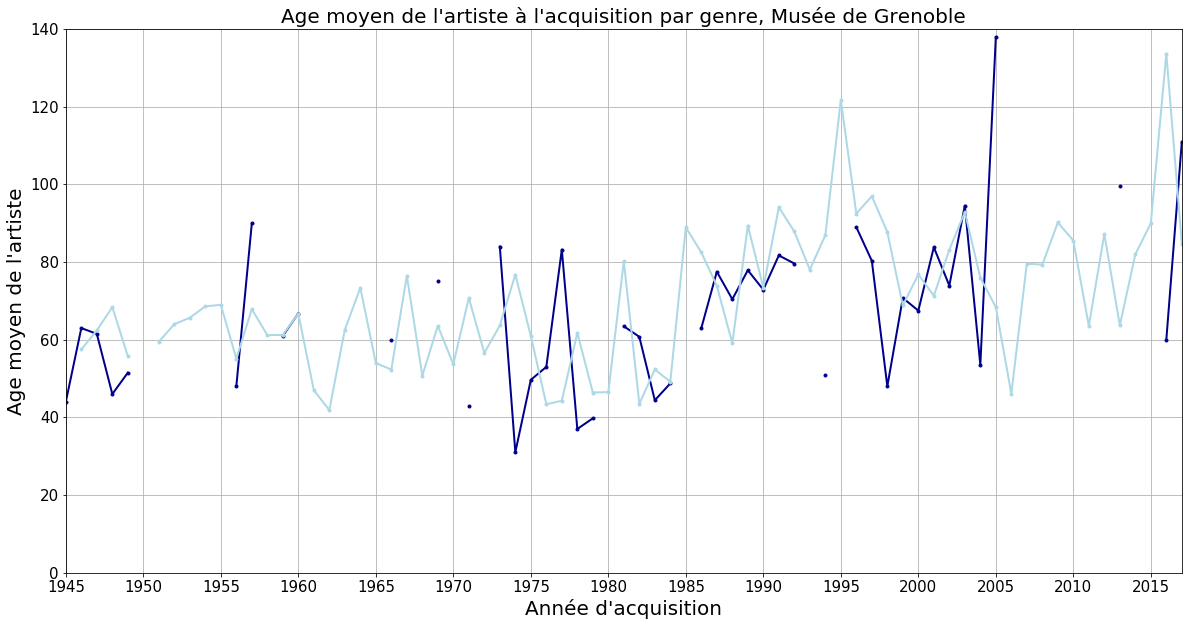 Age moyen de l'artiste à l'acquisition par genre, Musée de Grenoble
Age moyen de l'artiste
140
120
100
80
60
40
20
0
1945 1950 1955 1960 1965 1970 1975 1980 1985 1990 1995 2000 2005 2010 2015
Année d'acquisition